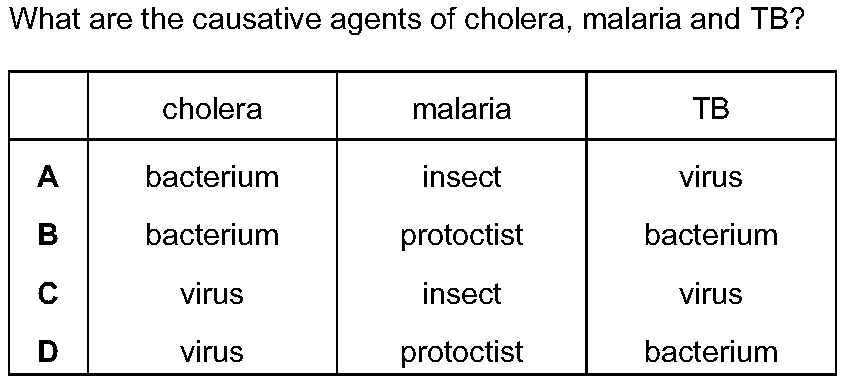 What are the causative agents of cholera, malaria and TB?
cholera malaria TB
A bacterium insect virus
B bacterium protoctist bacterium
C virus insect virus
D virus protoctist bacterium